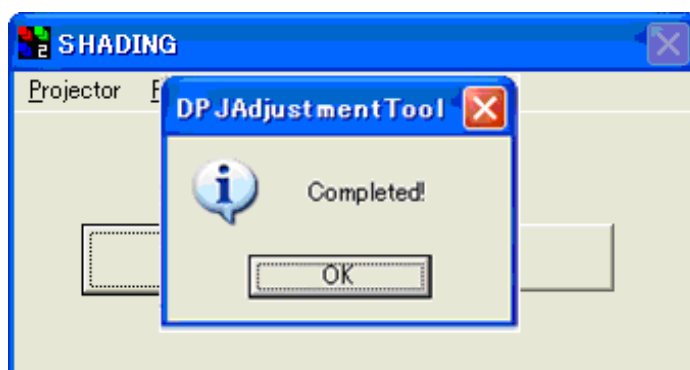 SHADING
Projector
DPJAdjustmentTool
Completed!
OK